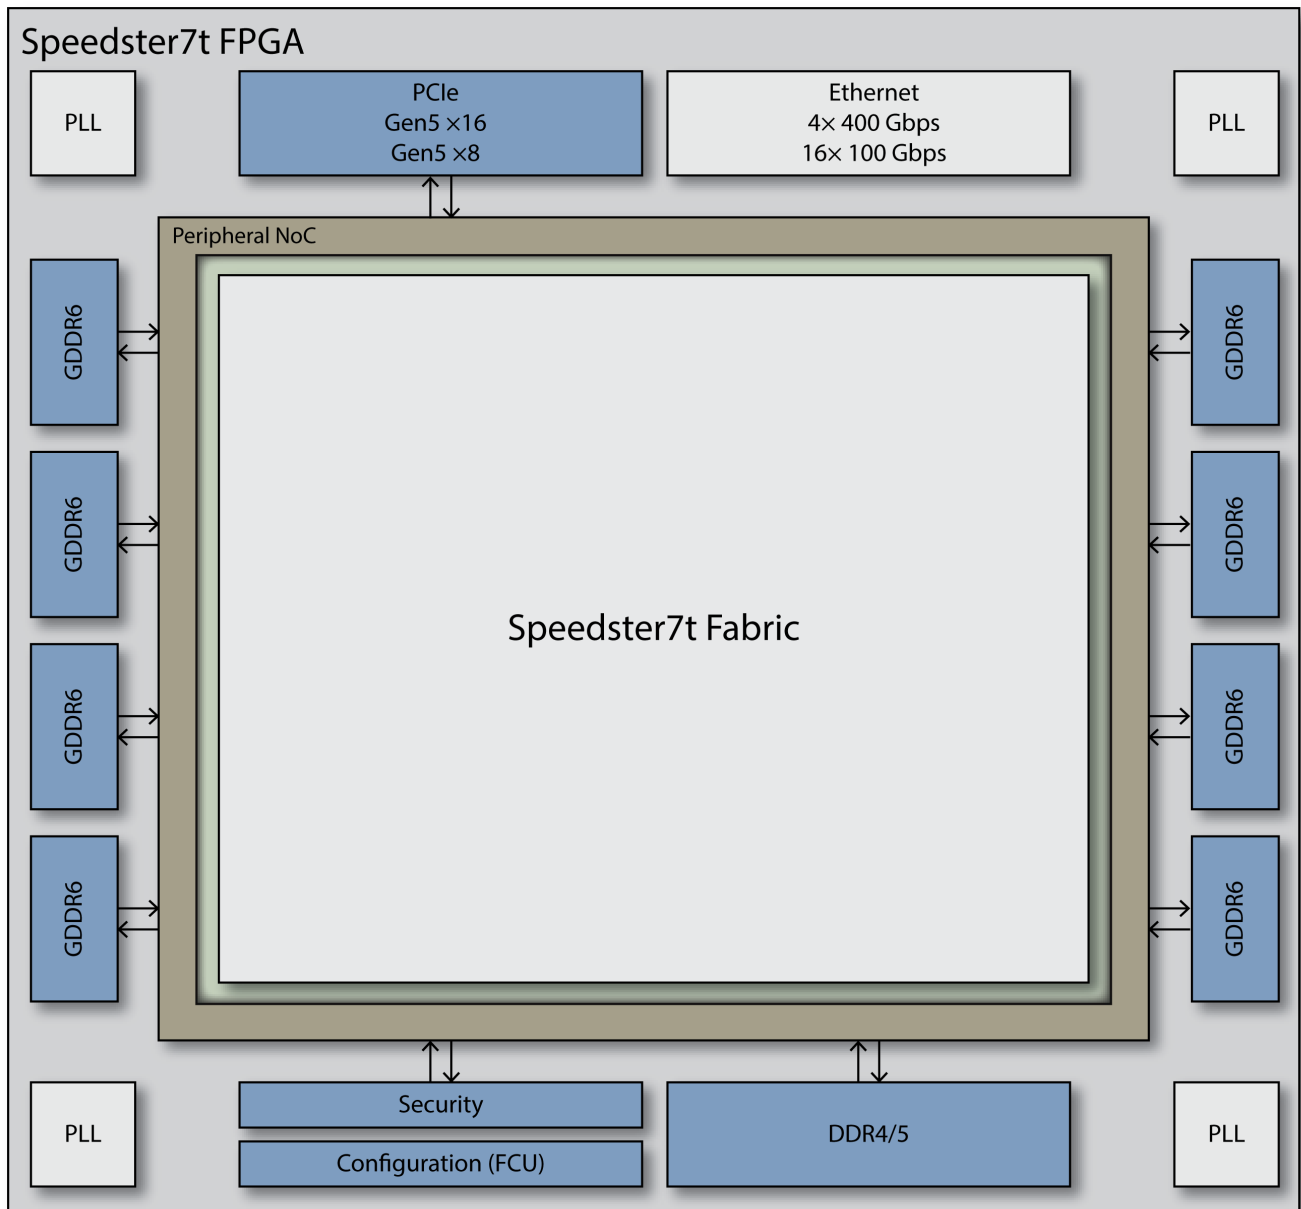 Speedster7t FPGA
PLL
PCIe
Gen5 ×16
Gen5 ×8
Ethernet
4× 400 Gbps
16× 100 Gbps
PLL
Peripheral NoC
GDDR6
GDDR6
GDDR6
GDDR6
Speedster7t Fabric
GDDR6
GDDR6
GDDR6
GDDR6
PLL
Security
Configuration (FCU)
DDR4/5
PLL